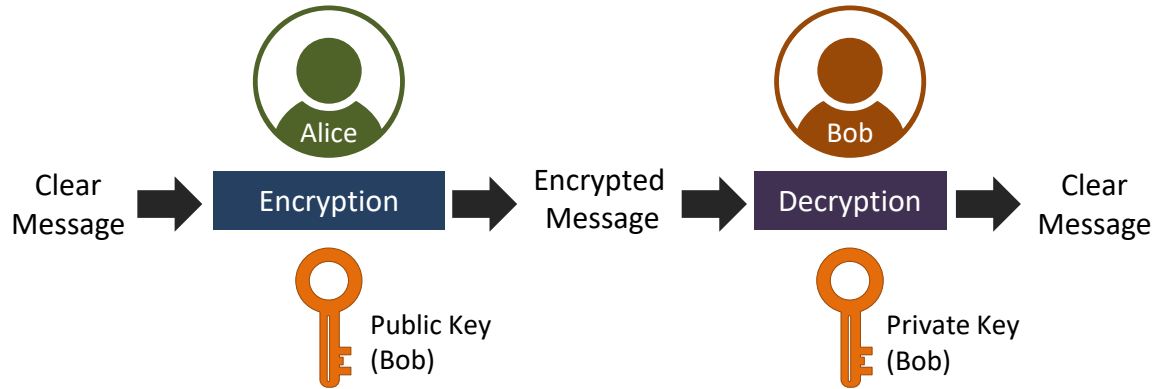 Alice
Bob
Clear
Message
Encryption
Encrypted
Message
Decryption
Clear
Message
Public Key
(Bob)
Private Key
(Bob)